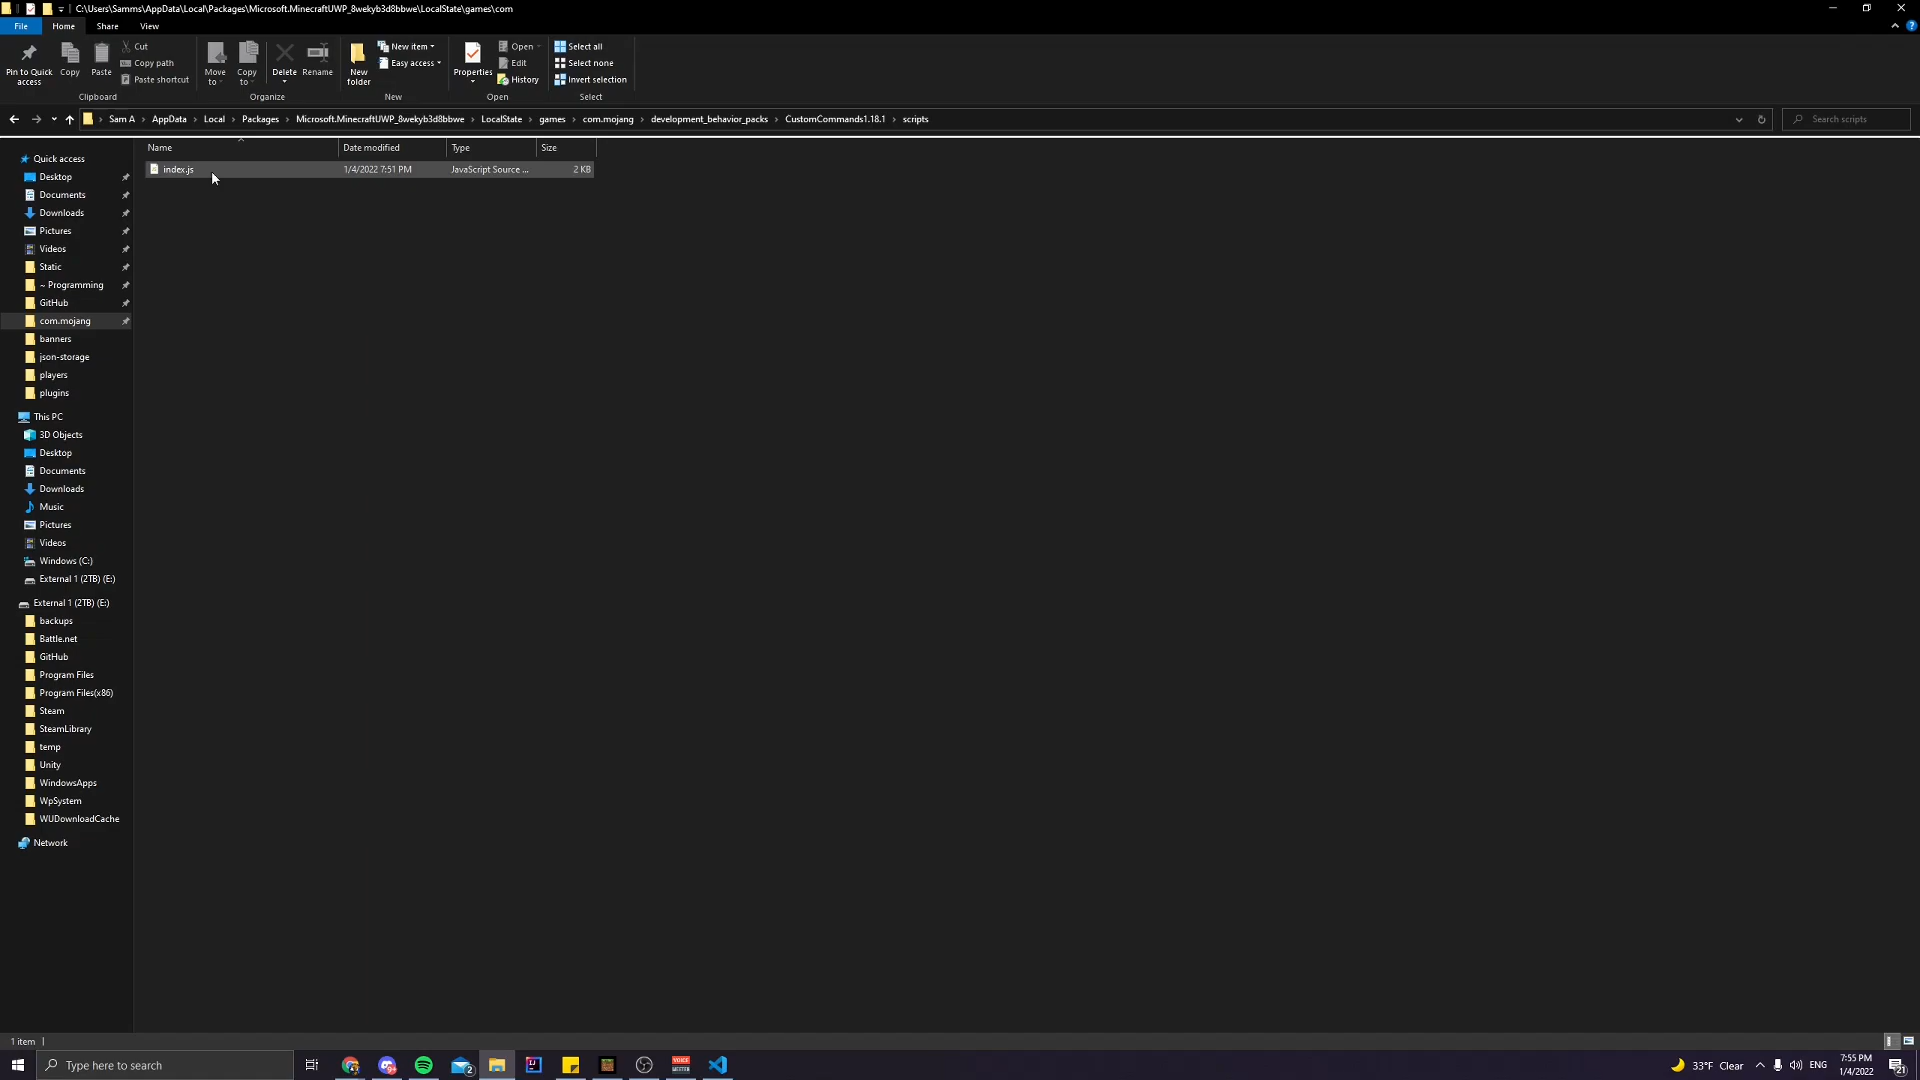 C:\Users\Samms\AppData\Local\Packages\Microsoft.MinecraftUWP_8wekyb3d8bbwe\LocalState\games\com
File Home Share View
Pin to Quick access
Copy
Paste
Cut
Copy path
Paste shortcut
Clipboard
Move to
Copy to
Delete
Rename
Organize
New folder
New item
Easy access
New
Properties
Open
Edit
History
Open
Select all
Select none
Invert selection
Select
Sam A AppData Local Packages Microsoft.MinecraftUWP_8wekyb3d8bbwe LocalState games com.mojang development_behavior_packs CustomCommands1.18.1 scripts
Search scripts
Name Date modified Type Size
index.js 1/4/2022 7:51 PM JavaScript Source ... 2 KB
Quick access
Desktop
Documents
Downloads
Pictures
Videos
Static
~ Programming
GitHub
com.mojang
banners
json-storage
players
plugins
This PC
3D Objects
Desktop
Documents
Downloads
Music
Pictures
Videos
Windows (C:)
External 1 (2TB) (E:)
External 1 (2TB) (E:)
backups
Battle.net
GitHub
Program Files
Program Files(x86)
Steam
SteamLibrary
temp
Unity
WindowsApps
WpSystem
WUDownloadCache
Network
1 item
Type here to search
2
VOICE
33°F Clear
ENG
7:55 PM
1/4/2022
21